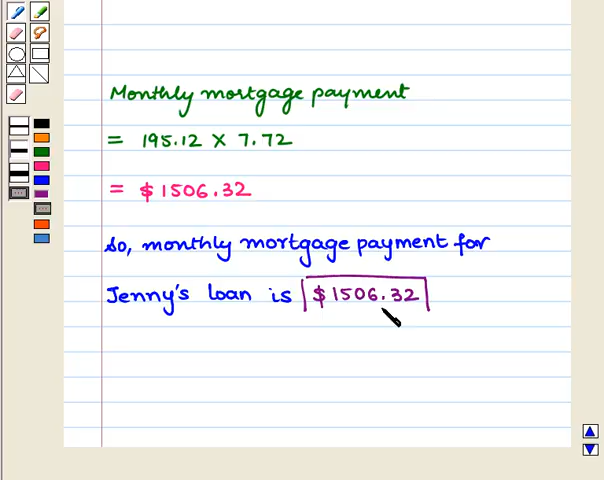 Monthly mortgage payment
= 195.12 × 7.72
= $1506.32
So, monthly mortgage payment for
Jenny's loan is $1506.32